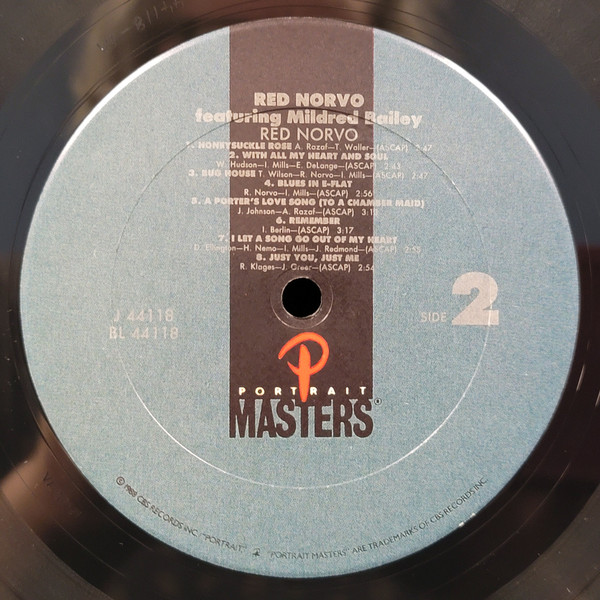 RED NORVO
featuring Mildred Bailey
RED NORVO
1. HONEYSUCKLE ROSE A. Razaf—T. Waller—(ASCAP) 2:47
2. WITH ALL MY HEART AND SOUL
W. Hudson—I. Mills—E. DeLange—(ASCAP) 2:43
3. BUG HOUSE T. Wilson—R. Norvo—I. Mills—(ASCAP) 2:47
4. BLUES IN E-FLAT
R. Norvo—I. Mills—(ASCAP) 2:56
5. A PORTER'S LOVE SONG (TO A CHAMBER MAID)
J. Johnson—A. Razaf—(ASCAP) 3:13
6. REMEMBER
I. Berlin—(ASCAP) 3:17
7. I LET A SONG GO OUT OF MY HEART
D. Ellington—H. Nemo—I. Mills—J. Redmond—(ASCAP) 2:55
8. JUST YOU, JUST ME
R. Klages—J. Greer—(ASCAP) 2:54
J 44118
BL 44118
SIDE 2
P
PORTRAIT
MASTERS®
© 1988 CBS RECORDS INC. "PORTRAIT," "PORTRAIT MASTERS" ARE TRADEMARKS OF CBS RECORDS INC.